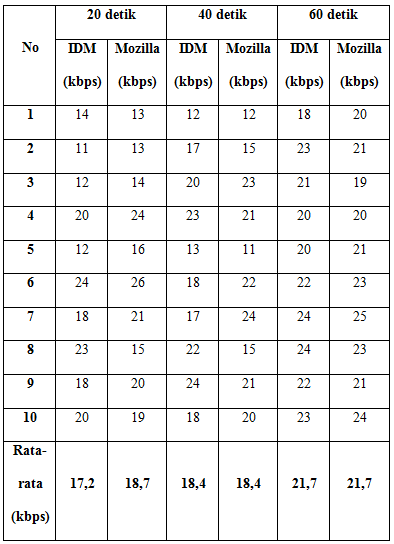 No 20 detik 40 detik 60 detik
IDM Mozilla IDM Mozilla IDM Mozilla
(kbps) (kbps) (kbps) (kbps) (kbps) (kbps)
1 14 13 12 12 18 20
2 11 13 17 15 23 21
3 12 14 20 23 21 19
4 20 24 23 21 20 20
5 12 16 13 11 20 21
6 24 26 18 22 22 23
7 18 21 17 24 24 25
8 23 15 22 15 24 23
9 18 20 24 21 22 21
10 20 19 18 20 23 24
Rata-
rata 17,2 18,7 18,4 18,4 21,7 21,7
(kbps)